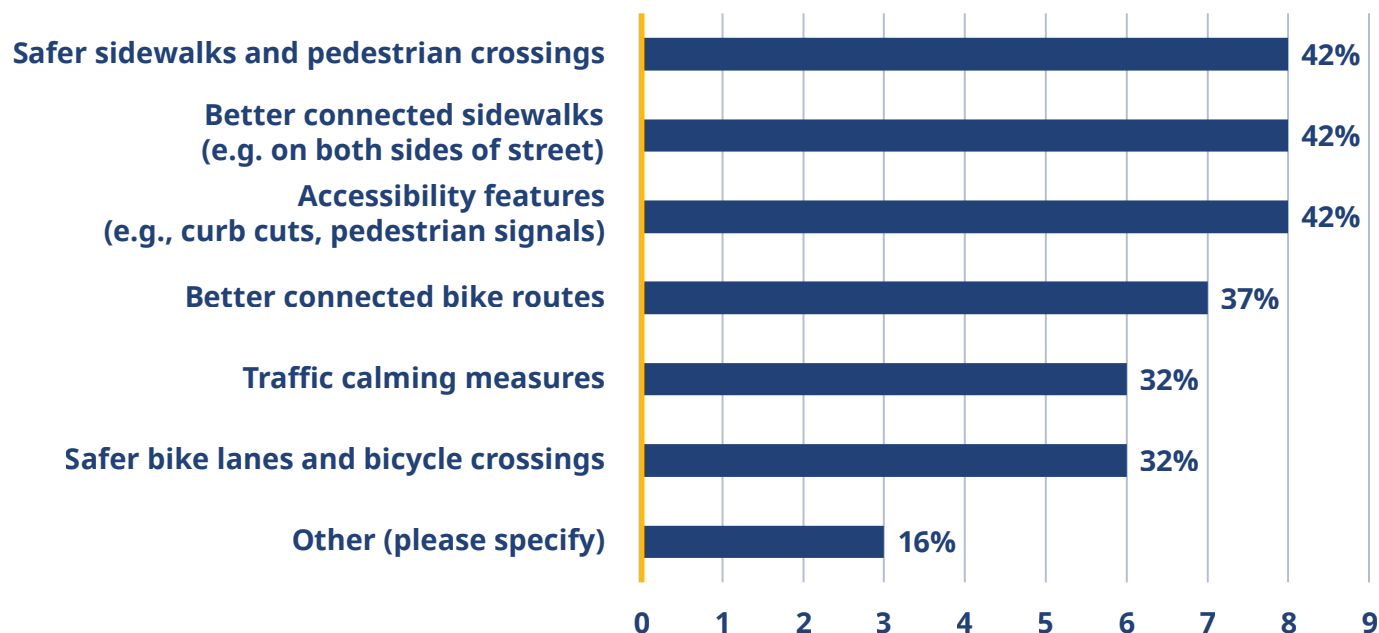 Safer sidewalks and pedestrian crossings 42%
Better connected sidewalks
(e.g. on both sides of street) 42%
Accessibility features
(e.g., curb cuts, pedestrian signals) 42%
Better connected bike routes 37%
Traffic calming measures 32%
Safer bike lanes and bicycle crossings 32%
Other (please specify) 16%
0 1 2 3 4 5 6 7 8 9